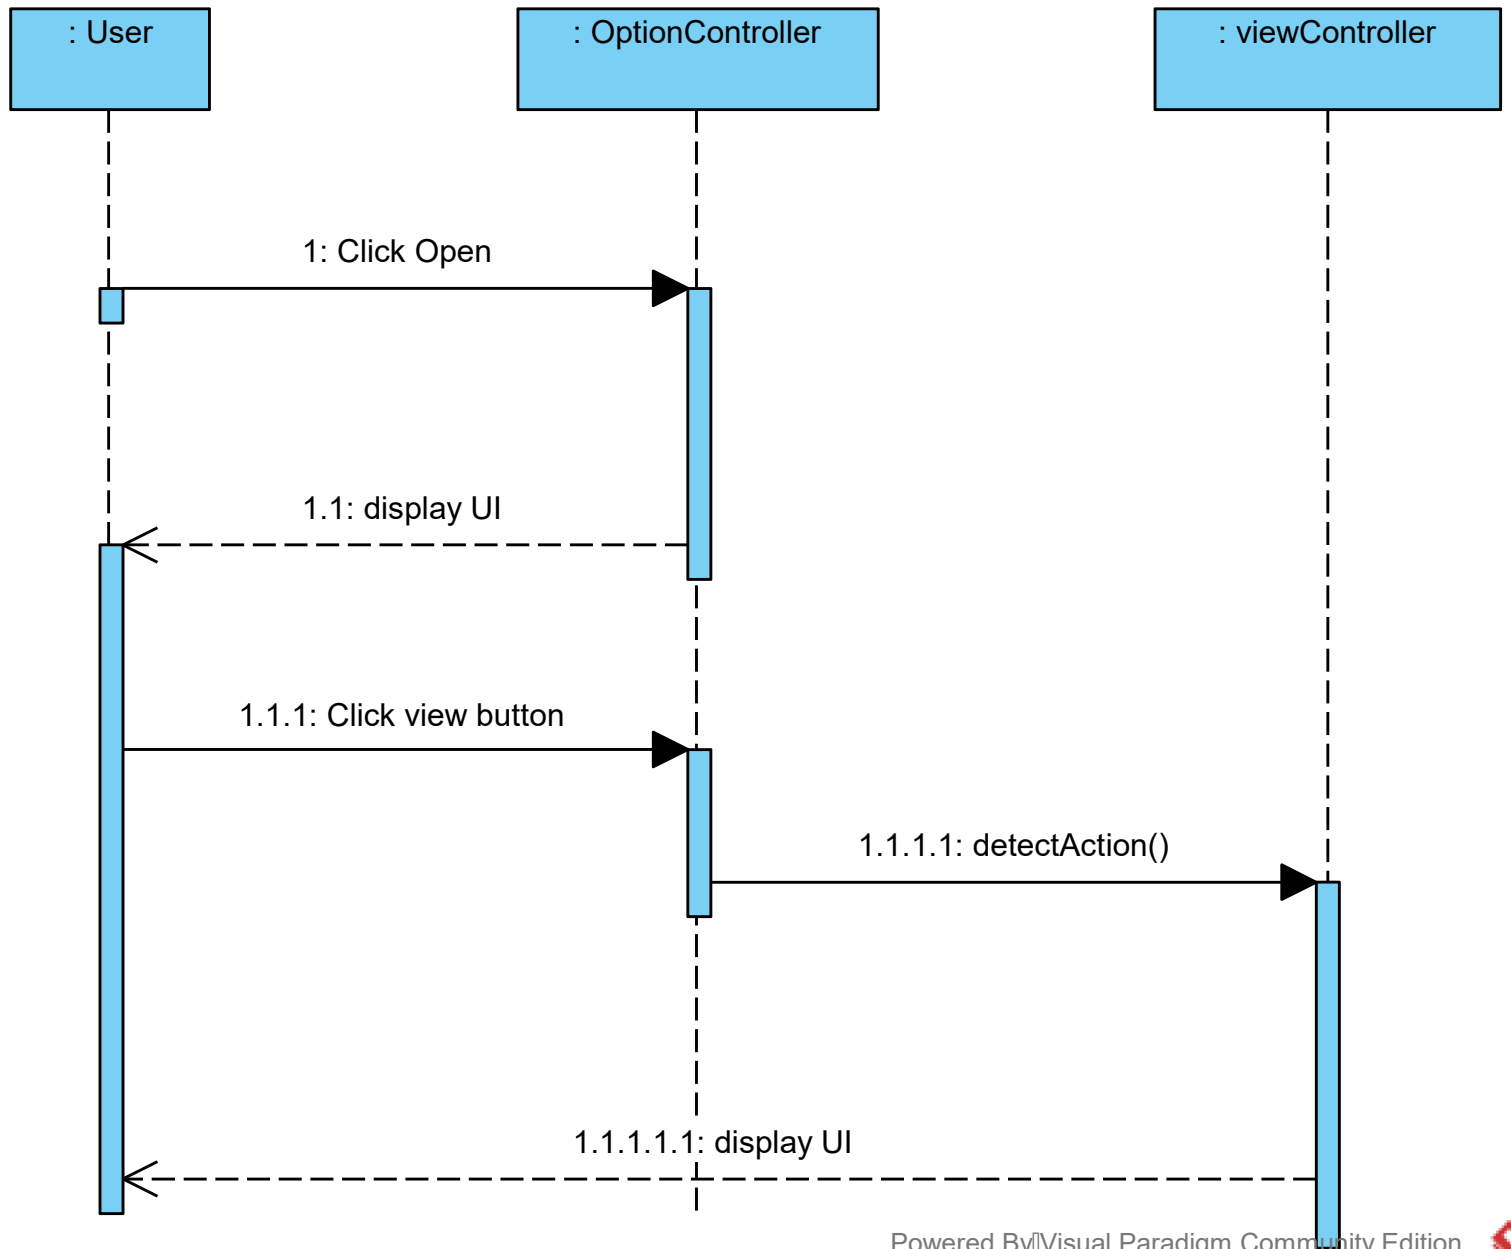 : User
: OptionController
: viewController
1: Click Open
1.1: display UI
1.1.1: Click view button
1.1.1.1: detectAction()
1.1.1.1.1: display UI
Powered By Visual Paradigm Community Edition